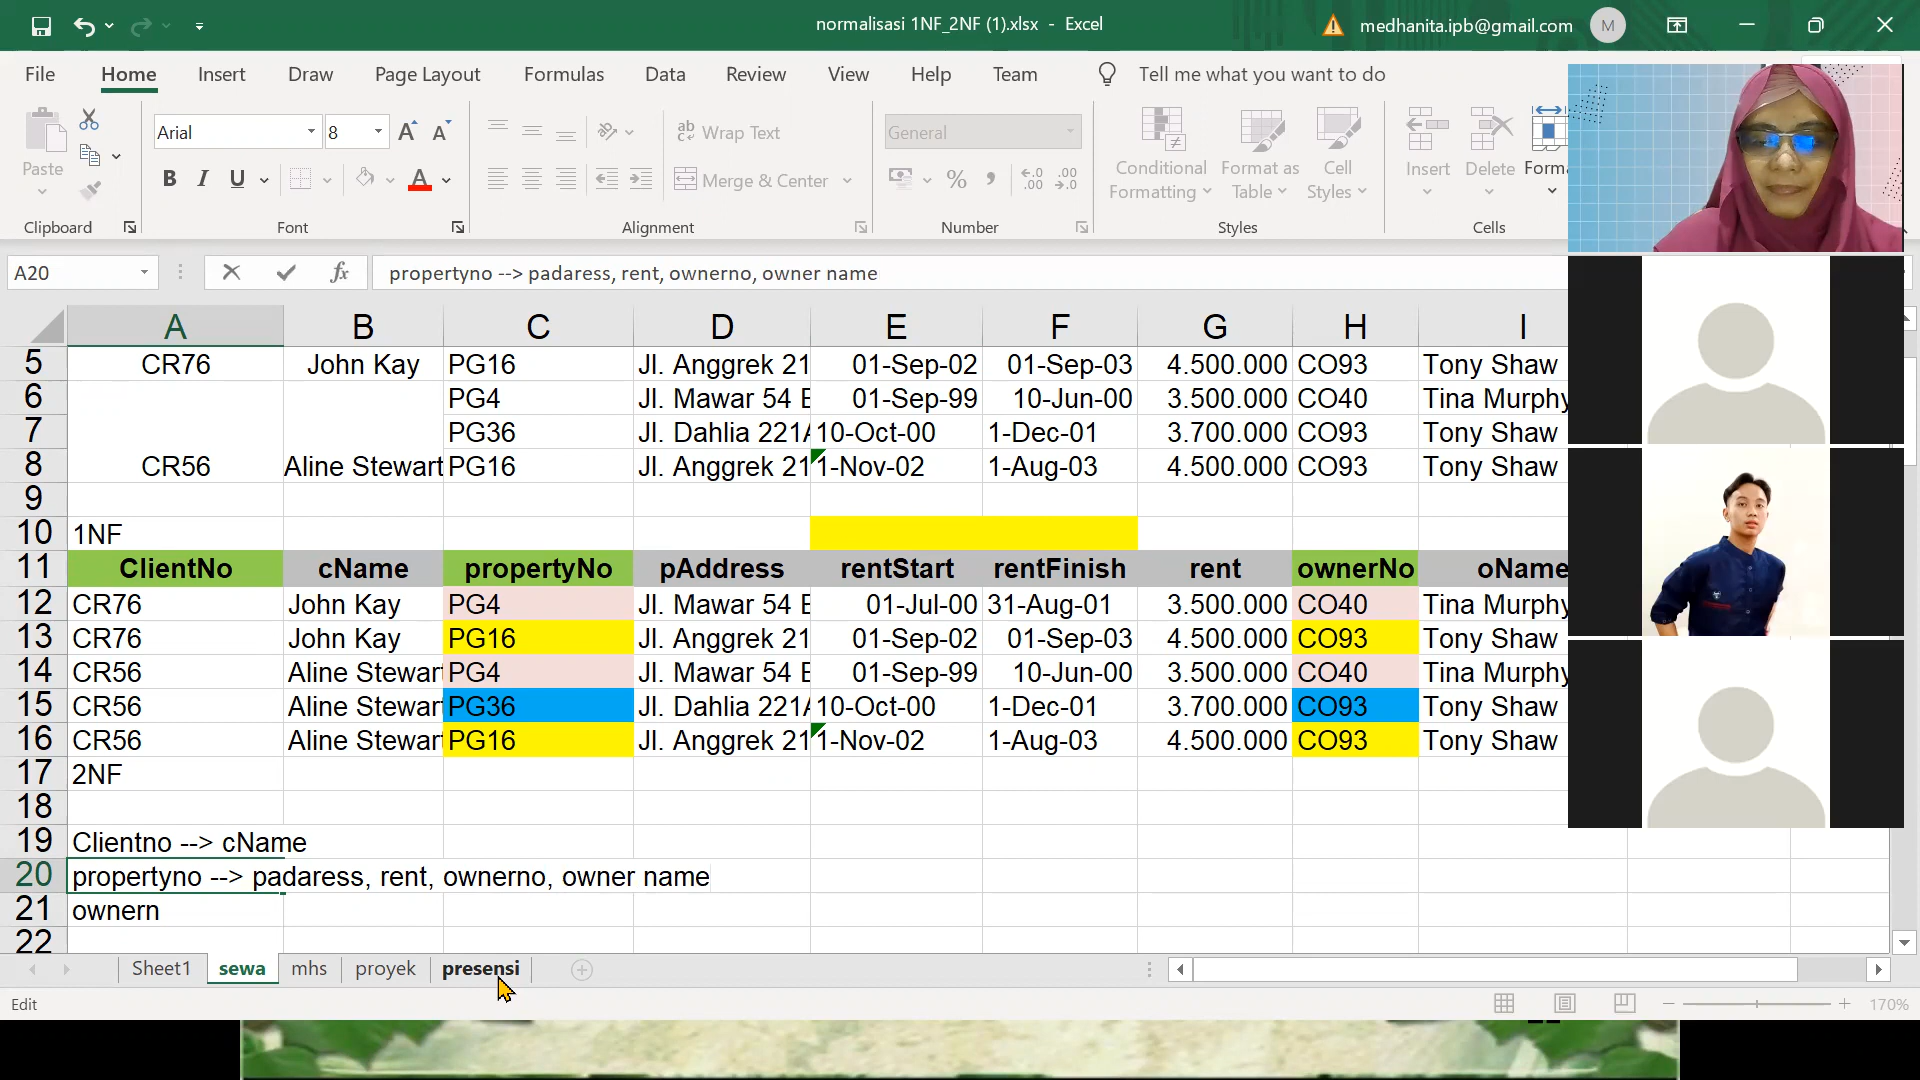 normalisasi 1NF_2NF (1).xlsx - Excel
medhanita.ipb@gmail.com
M
File Home Insert Draw Page Layout Formulas Data Review View Help Team Tell me what you want to do
Paste
Arial 8
Wrap Text
Merge & Center
General
Conditional Formatting
Format as Table
Cell Styles
Insert Delete Forma
Clipboard Font Alignment Number Styles Cells
A20 propertyno --> padaress, rent, ownerno, owner name
A B C D E F G H I
5 CR76 John Kay PG16 Jl. Anggrek 21 01-Sep-02 01-Sep-03 4.500.000 CO93 Tony Shaw
6 PG4 Jl. Mawar 54 B 01-Sep-99 10-Jun-00 3.500.000 CO40 Tina Murphy
7 PG36 Jl. Dahlia 221A 10-Oct-00 1-Dec-01 3.700.000 CO93 Tony Shaw
8 CR56 Aline Stewart PG16 Jl. Anggrek 21 1-Nov-02 1-Aug-03 4.500.000 CO93 Tony Shaw
9
10 1NF
11 ClientNo cName propertyNo pAddress rentStart rentFinish rent ownerNo oName
12 CR76 John Kay PG4 Jl. Mawar 54 B 01-Jul-00 31-Aug-01 3.500.000 CO40 Tina Murphy
13 CR76 John Kay PG16 Jl. Anggrek 21 01-Sep-02 01-Sep-03 4.500.000 CO93 Tony Shaw
14 CR56 Aline Stewart PG4 Jl. Mawar 54 B 01-Sep-99 10-Jun-00 3.500.000 CO40 Tina Murphy
15 CR56 Aline Stewart PG36 Jl. Dahlia 221A 10-Oct-00 1-Dec-01 3.700.000 CO93 Tony Shaw
16 CR56 Aline Stewart PG16 Jl. Anggrek 21 1-Nov-02 1-Aug-03 4.500.000 CO93 Tony Shaw
17 2NF
18
19 Clientno --> cName
20 propertyno --> padaress, rent, ownerno, owner name
21 ownern
22
Sheet1 sewa mhs proyek presensi
Edit
170%